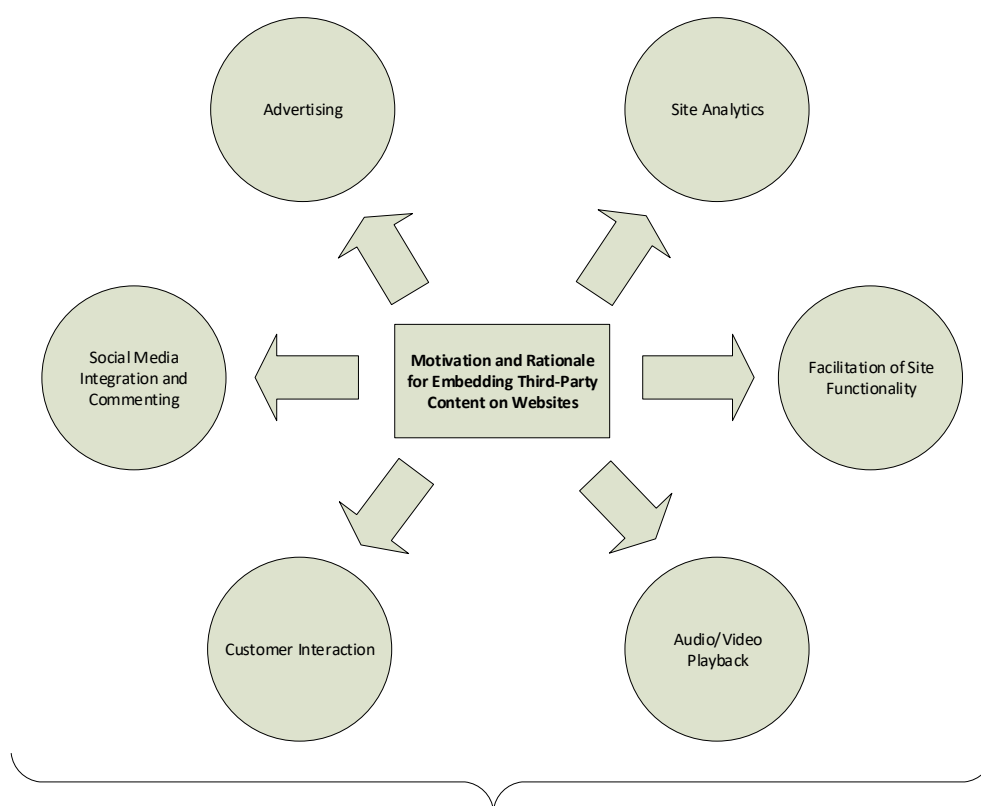 Advertising
Site Analytics
Social Media
Integration and
Commenting
Motivation and Rationale
for Embedding Third-Party
Content on Websites
Facilitation of Site
Functionality
Customer Interaction
Audio/Video
Playback